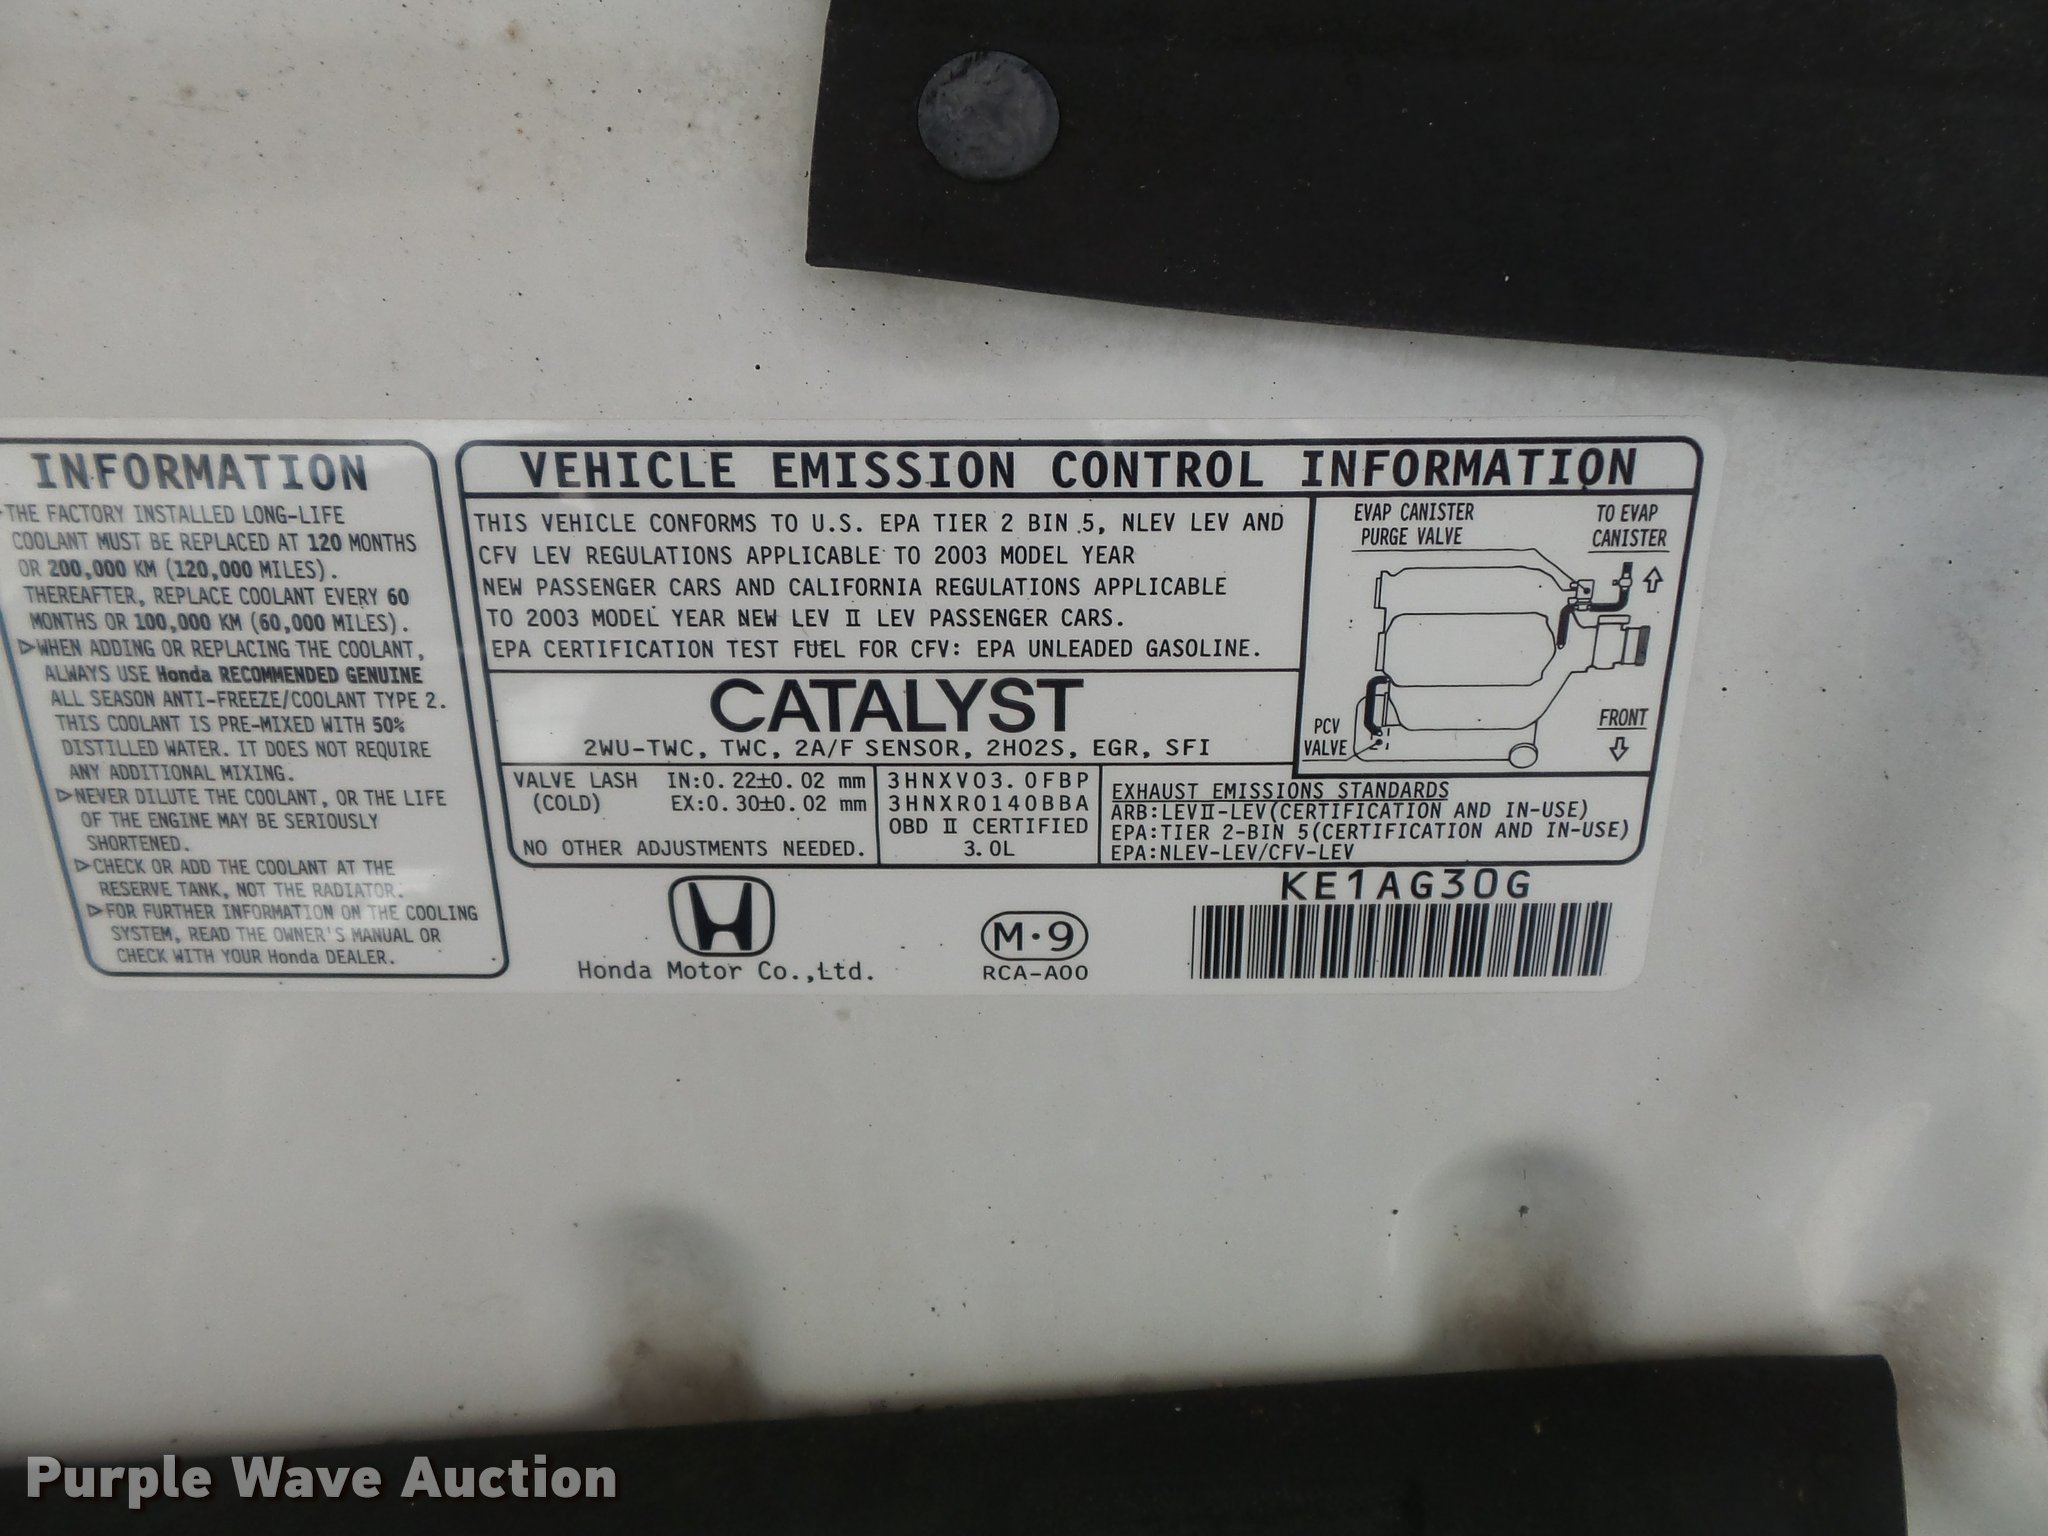 INFORMATION
THE FACTORY INSTALLED LONG-LIFE
COOLANT MUST BE REPLACED AT 120 MONTHS
OR 200,000 KM (120,000 MILES).
THEREAFTER, REPLACE COOLANT EVERY 60
MONTHS OR 100,000 KM (60,000 MILES).
▷WHEN ADDING OR REPLACING THE COOLANT,
ALWAYS USE Honda RECOMMENDED GENUINE
ALL SEASON ANTI-FREEZE/COOLANT TYPE 2.
THIS COOLANT IS PRE-MIXED WITH 50%
DISTILLED WATER. IT DOES NOT REQUIRE
ANY ADDITIONAL MIXING.
▷NEVER DILUTE THE COOLANT, OR THE LIFE
OF THE ENGINE MAY BE SERIOUSLY
SHORTENED.
▷CHECK OR ADD THE COOLANT AT THE
RESERVE TANK, NOT THE RADIATOR.
▷FOR FURTHER INFORMATION ON THE COOLING
SYSTEM, READ THE OWNER'S MANUAL OR
CHECK WITH YOUR Honda DEALER.
VEHICLE EMISSION CONTROL INFORMATION
THIS VEHICLE CONFORMS TO U.S. EPA TIER 2 BIN 5, NLEV LEV AND
CFV LEV REGULATIONS APPLICABLE TO 2003 MODEL YEAR
NEW PASSENGER CARS AND CALIFORNIA REGULATIONS APPLICABLE
TO 2003 MODEL YEAR NEW LEV II LEV PASSENGER CARS.
EPA CERTIFICATION TEST FUEL FOR CFV: EPA UNLEADED GASOLINE.
CATALYST
2WU-TWC, TWC, 2A/F SENSOR, 2HO2S, EGR, SFI
VALVE LASH IN:0.22±0.02 mm
(COLD) EX:0.30±0.02 mm
NO OTHER ADJUSTMENTS NEEDED.
3HNXV03.0FBP
3HNXR0140BBA
OBD II CERTIFIED
3.0L
EVAP CANISTER
PURGE VALVE
TO EVAP
CANISTER
PCV
VALVE
FRONT
EXHAUST EMISSIONS STANDARDS
ARB:LEVII-LEV(CERTIFICATION AND IN-USE)
EPA:TIER 2-BIN 5(CERTIFICATION AND IN-USE)
EPA:NLEV-LEV/CFV-LEV
Honda Motor Co.,Ltd.
M·9
RCA-A00
KE1AG30G
Purple Wave Auction